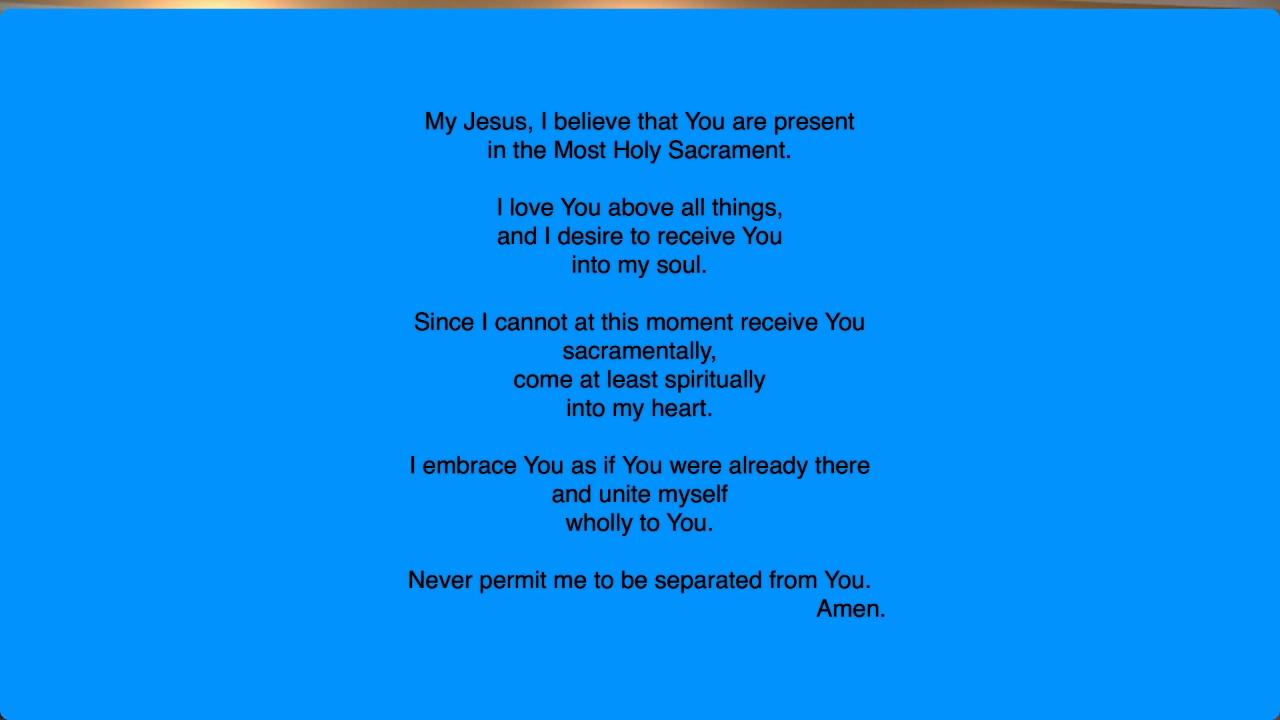 My Jesus, I believe that You are present
in the Most Holy Sacrament.
I love You above all things,
and I desire to receive You
into my soul.
Since I cannot at this moment receive You
sacramentally,
come at least spiritually
into my heart.
I embrace You as if You were already there
and unite myself
wholly to You.
Never permit me to be separated from You.
Amen.